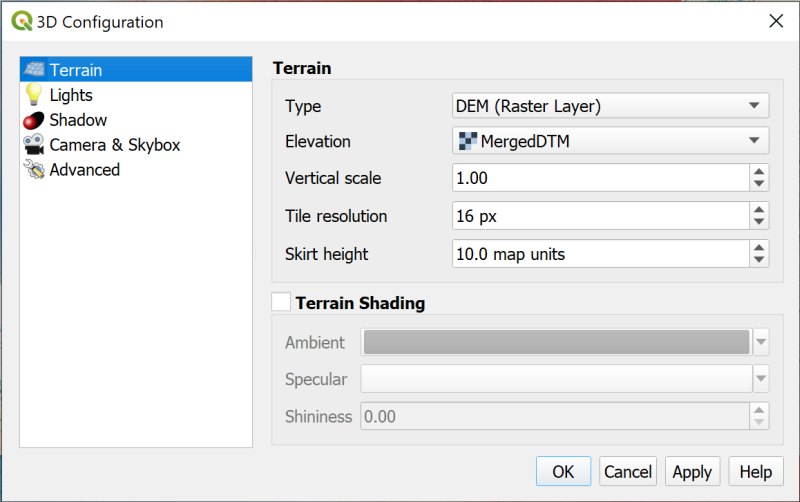 3D Configuration
Terrain
Lights
Shadow
Camera & Skybox
Advanced
Terrain
Type DEM (Raster Layer)
Elevation MergedDTM
Vertical scale 1.00
Tile resolution 16 px
Skirt height 10.0 map units
Terrain Shading
Ambient
Specular
Shininess 0.00
OK Cancel Apply Help